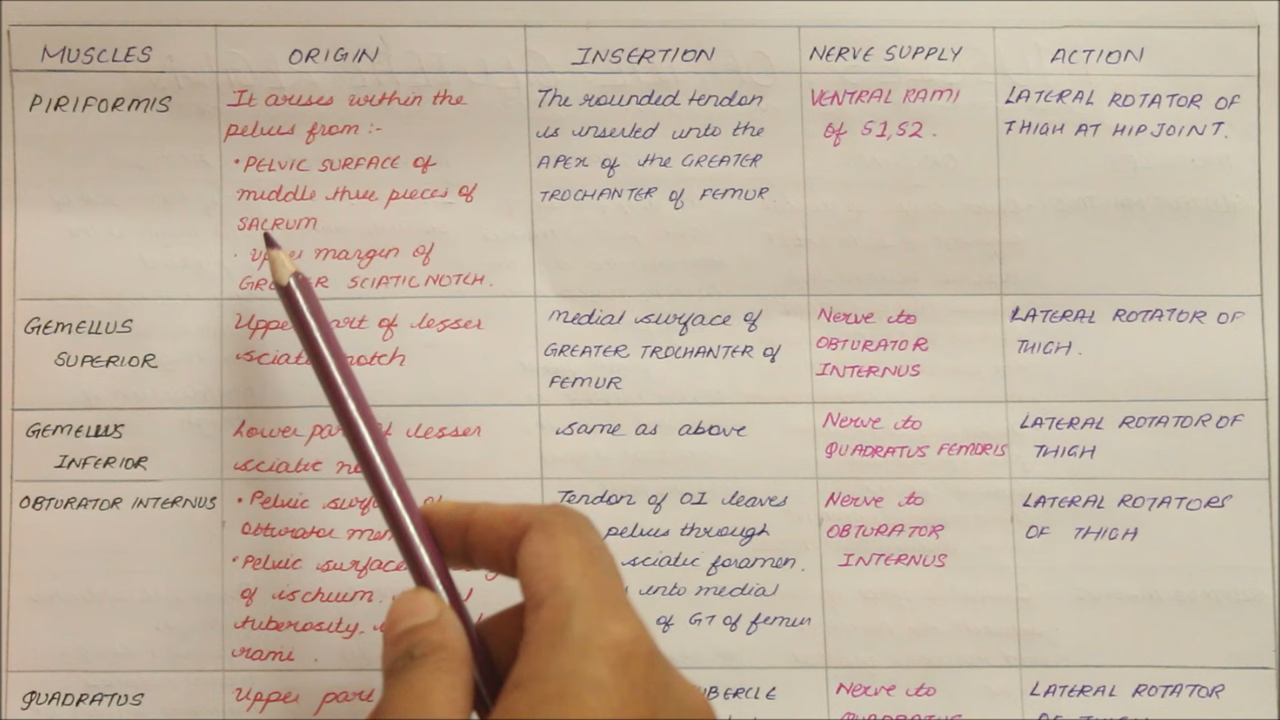 MUSCLES
ORIGIN
INSERTION
NERVE SUPPLY
ACTION
PIRIFORMIS
It arises within the
pelvis from :-
• PELVIC SURFACE of
middle three pieces of
SACRUM
• margin of
SCIATIC NOTCH.
The rounded tendon
is inserted into the
APEX of the GREATER
TROCHANTER of FEMUR
VENTRAL RAMI
of S1, S2 .
LATERAL ROTATOR OF
THIGH AT HIP JOINT.
GEMELLUS
SUPERIOR
of lesser
notch
medial surface of
GREATER TROCHANTER of
FEMUR
Nerve to
OBTURATOR
INTERNUS
LATERAL ROTATOR OF
THIGH .
GEMELLUS
INFERIOR
Lower lesser
sciatic
same as above
Nerve to
QUADRATUS FEMORIS
LATERAL ROTATOR OF
THIGH
OBTURATOR INTERNUS
• Pelvic
Obturator
• Pelvic surface
of ischium.
tuberosity.
rami .
Tendon of OI leaves
pelvis through
sciatic foramen.
into medial
of GT of femur
Nerve to
OBTURATOR
INTERNUS
LATERAL ROTATORS
OF THIGH
QUADRATUS
Upper part
Nerve to
LATERAL ROTATOR